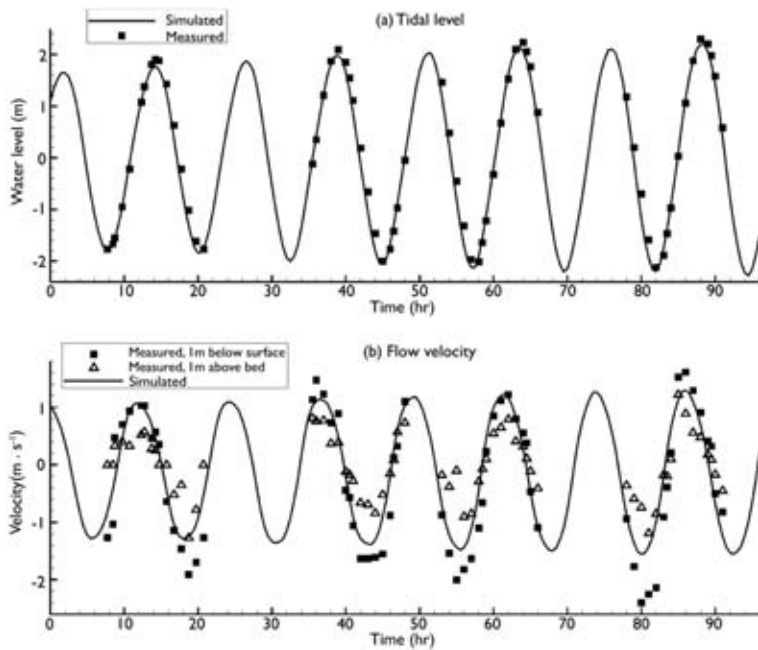 Simulated
Measured
(a) Tidal level
Water level (m)
2
1
0
-1
-2
0 10 20 30 40 50 60 70 80 90
Time (hr)
Measured, 1m below surface
Measured, 1m above bed
Simulated
(b) Flow velocity
Velocity(m · s⁻¹)
1
0
-1
-2
0 10 20 30 40 50 60 70 80 90
Time (hr)